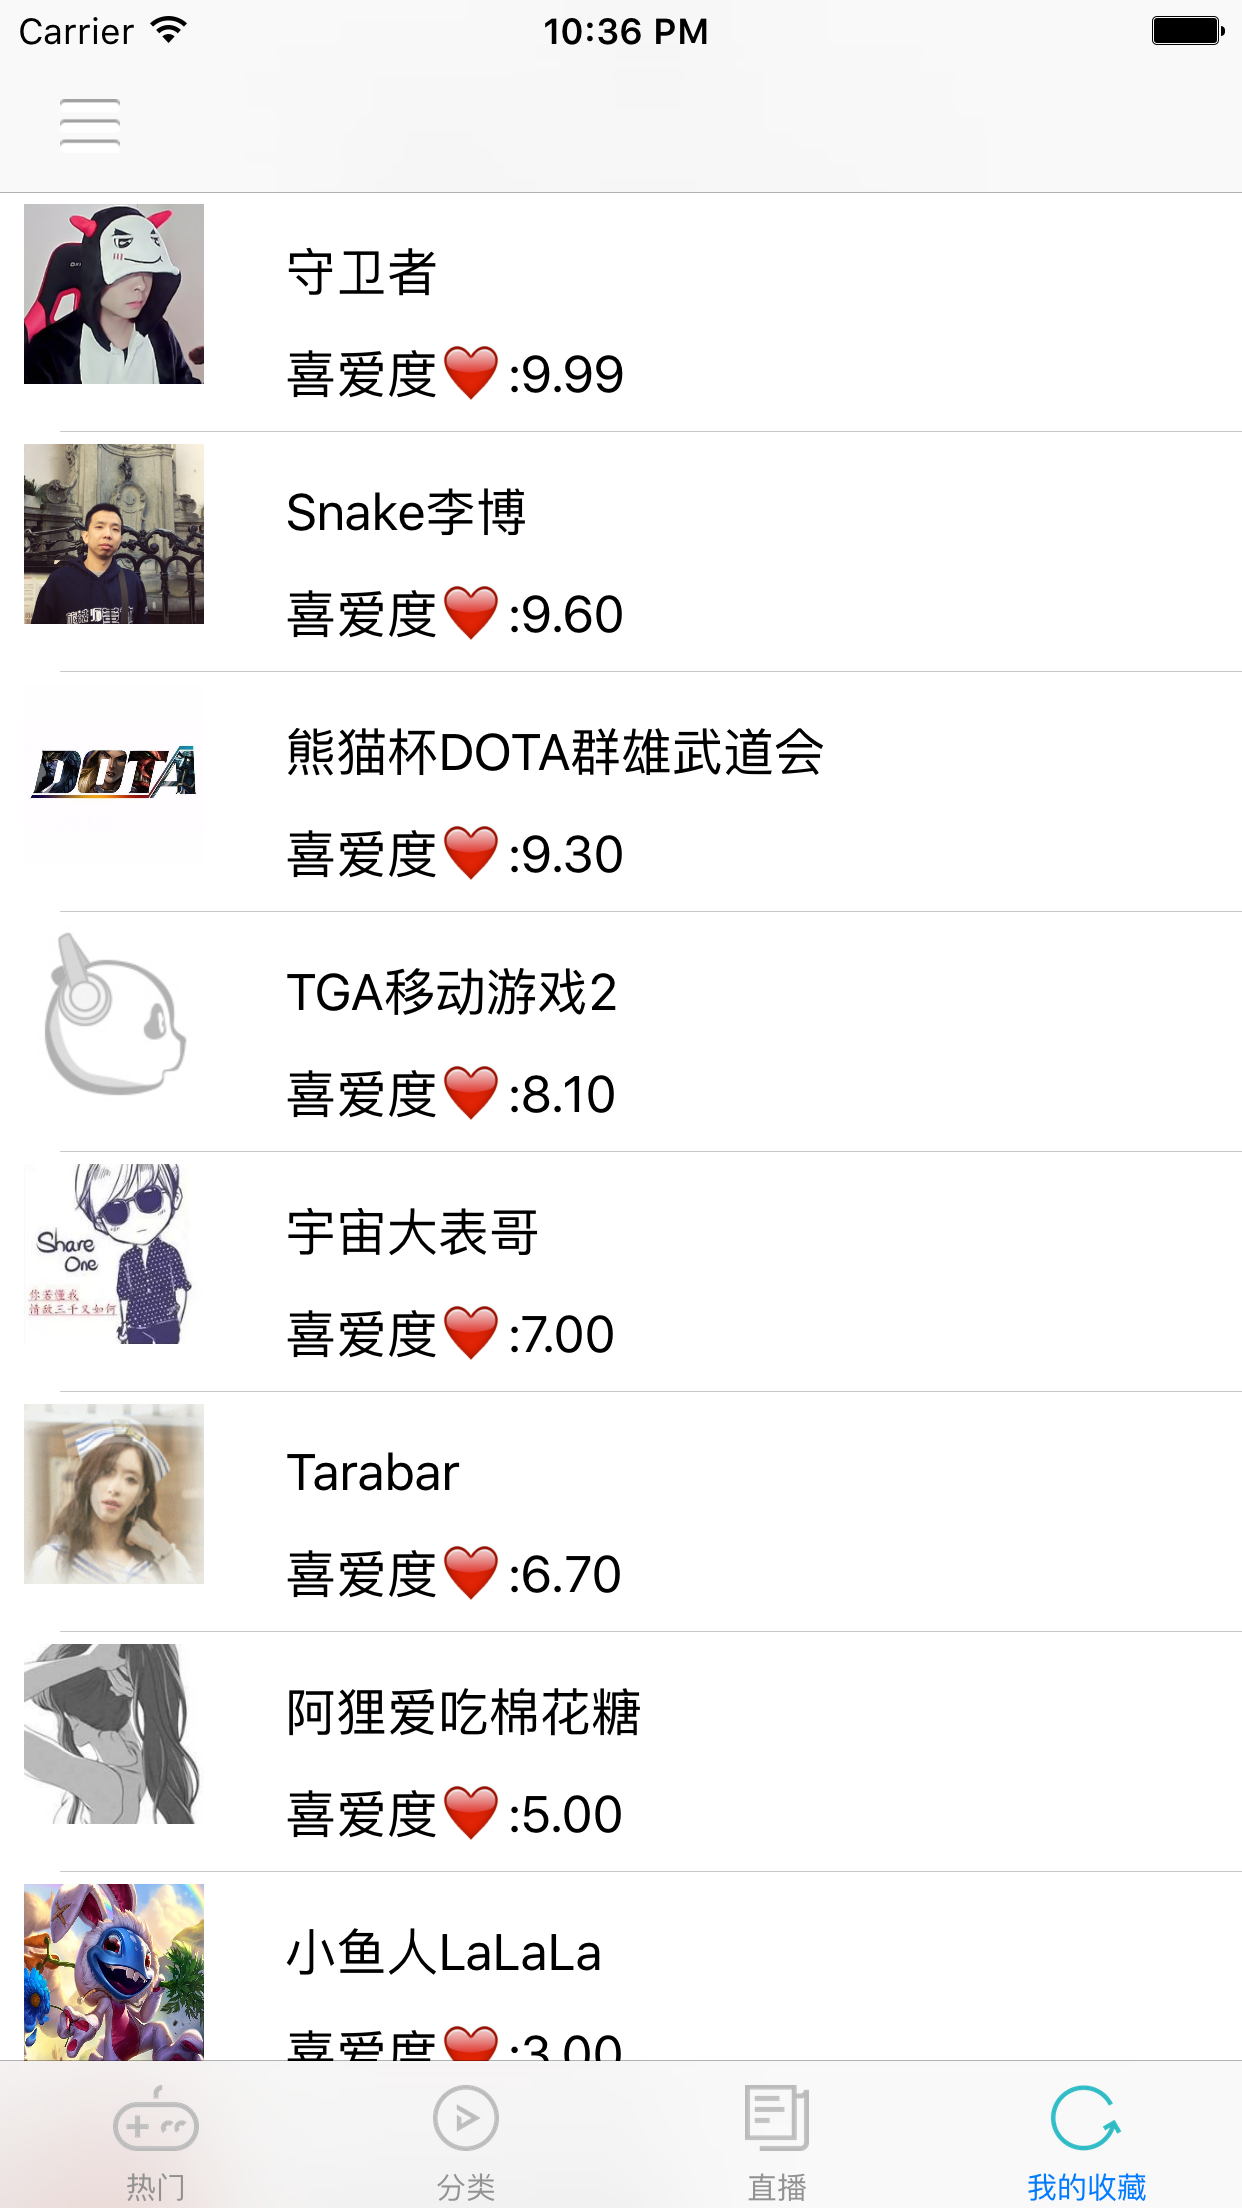 Carrier 10:36 PM
守卫者
喜爱度❤️:9.99
Snake李博
喜爱度❤️:9.60
DOTA
熊猫杯DOTA群雄武道会
喜爱度❤️:9.30
TGA移动游戏2
喜爱度❤️:8.10
Share
One
你若懂我
情敌三千又如何
宇宙大表哥
喜爱度❤️:7.00
Tarabar
喜爱度❤️:6.70
阿狸爱吃棉花糖
喜爱度❤️:5.00
小鱼人LaLaLa
喜爱度❤️:3.00
热门 分类 直播 我的收藏